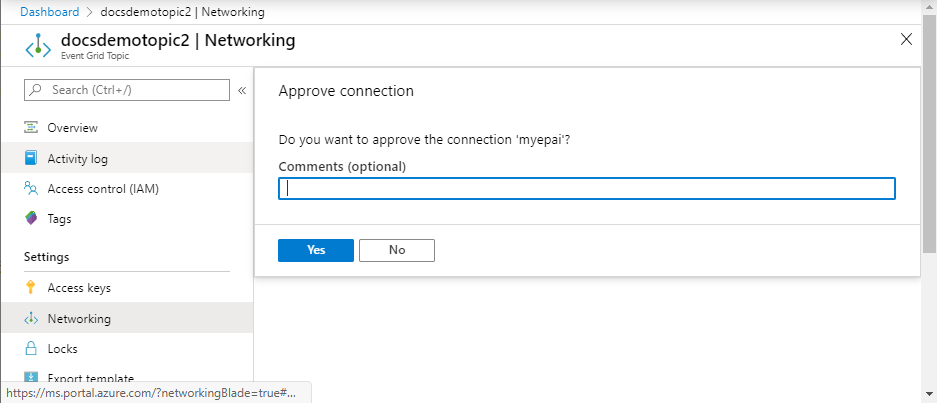 Dashboard > docsdemotopic2 | Networking
docsdemotopic2 | Networking
Event Grid Topic
Search (Ctrl+/)
«
Overview
Activity log
Access control (IAM)
Tags
Settings
Access keys
Networking
Locks
Export template
https://ms.portal.azure.com/?networkingBlade=true#...
Approve connection
Do you want to approve the connection 'myepai'?
Comments (optional)
Yes
No